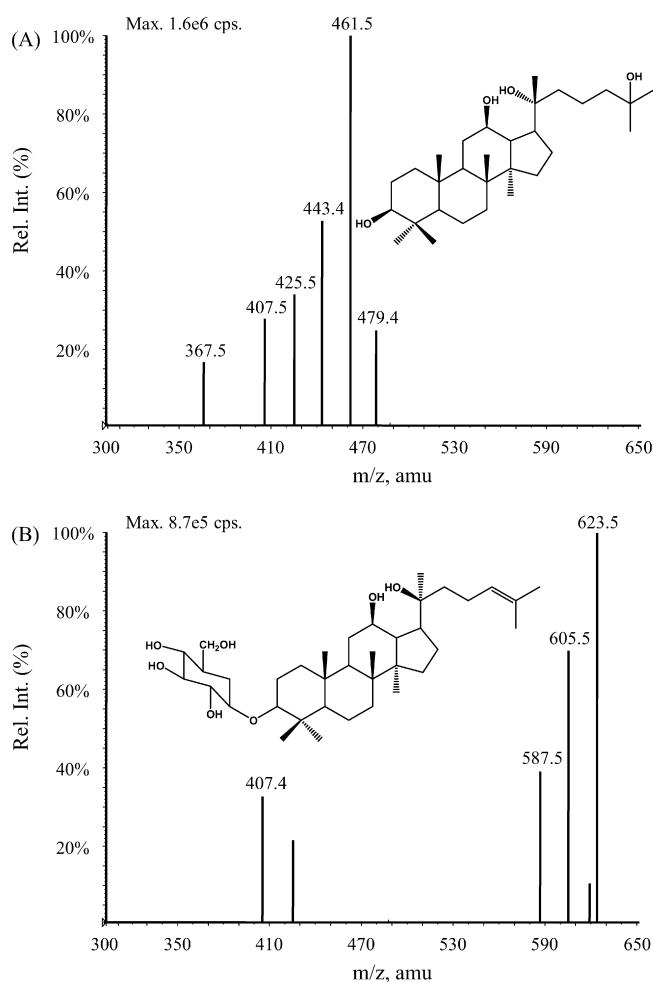 (A)
Max. 1.6e6 cps.
461.5
100%
80%
60%
40%
20%
Rel. Int. (%)
443.4
425.5
407.5
479.4
367.5
OH
HO
OH
HO
300 350 410 470 530 590 650
m/z, amu
(B)
Max. 8.7e5 cps.
623.5
100%
80%
60%
40%
20%
Rel. Int. (%)
605.5
587.5
407.4
HO
OH
HO
CH2OH
HO
OH
O
300 350 410 470 530 590 650
m/z, amu